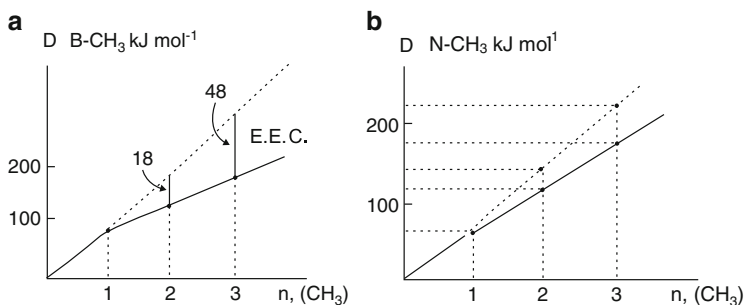 a
D B-CH₃ kJ mol⁻¹
48
E.E.C.
18
200
100
1 2 3 n, (CH₃)
b
D N-CH₃ kJ mol¹
200
100
1 2 3 n, (CH₃)